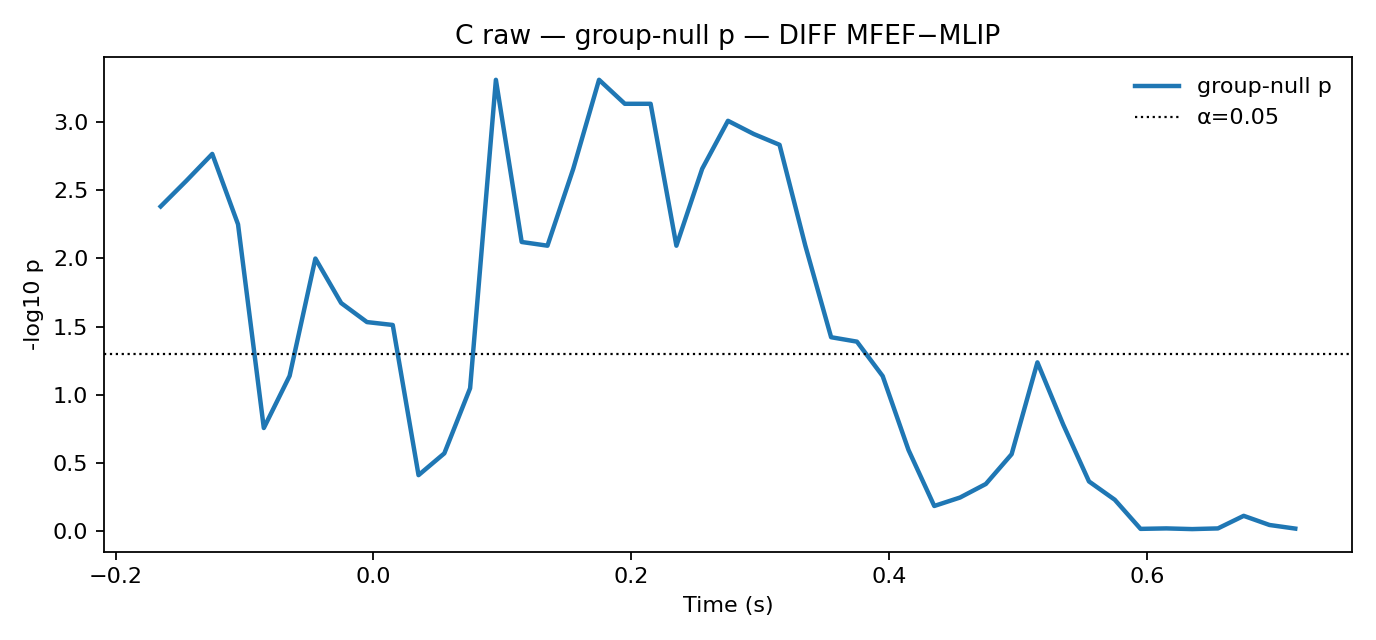 C raw — group-null p — DIFF MFEF−MLIP
group-null p
α=0.05
-log10 p
3.0
2.5
2.0
1.5
1.0
0.5
0.0
−0.2
0.0
0.2
0.4
0.6
Time (s)